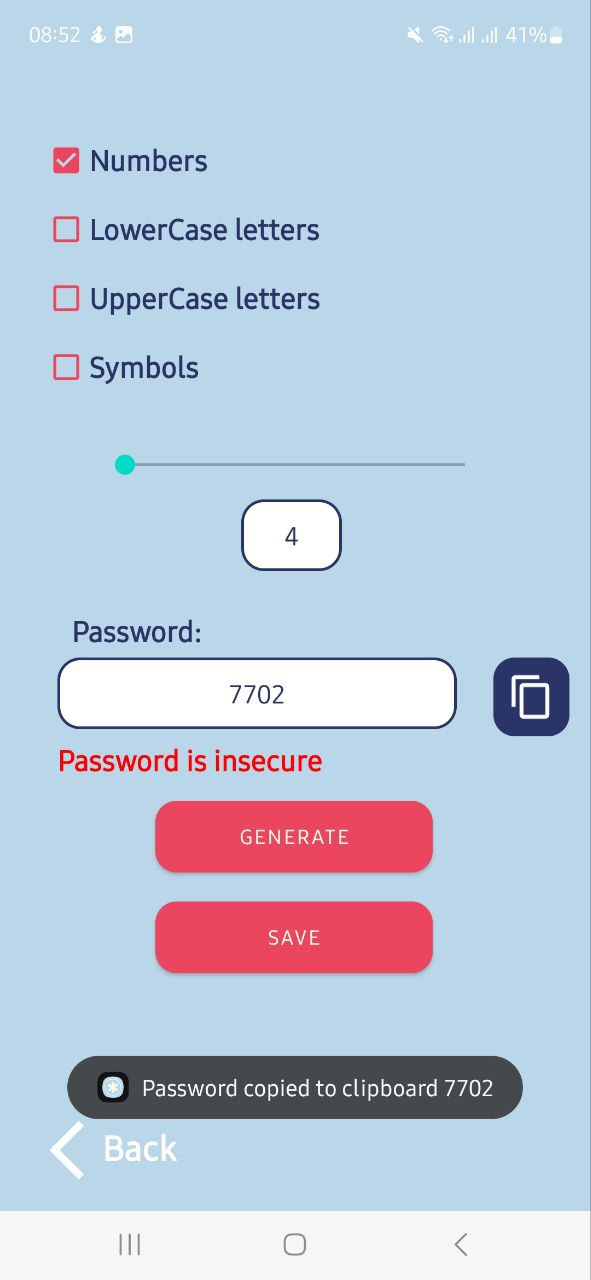 08:52 41%
Numbers
LowerCase letters
UpperCase letters
Symbols
4
Password:
7702
Password is insecure
GENERATE
SAVE
Password copied to clipboard 7702
Back